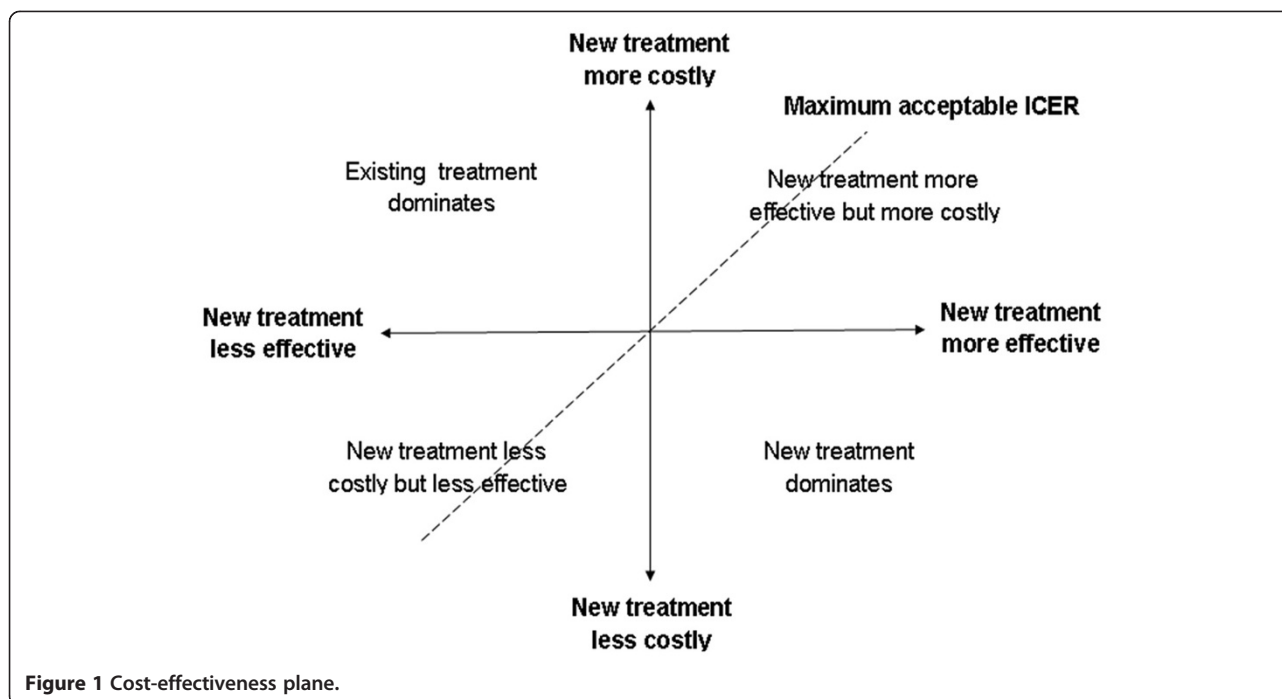 New treatment
more costly
Maximum acceptable ICER
Existing treatment
dominates
New treatment more
effective but more costly
New treatment
less effective
New treatment
more effective
New treatment less
costly but less effective
New treatment
dominates
New treatment
less costly
Figure 1 Cost-effectiveness plane.